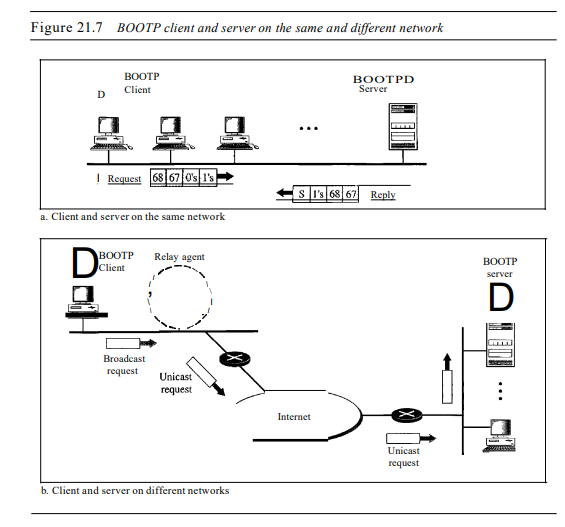 Figure 21.7 BOOTP client and server on the same and different network
BOOTP
Client
D
BOOTPD
Server
• • •
! Request 68 67 0's 1's
S 1's 68 67 Reply
a. Client and server on the same network
D
BOOTP
Client
Relay agent
BOOTP
server
D
Broadcast
request
Unicast
request
Internet
Unicast
request
b. Client and server on different networks